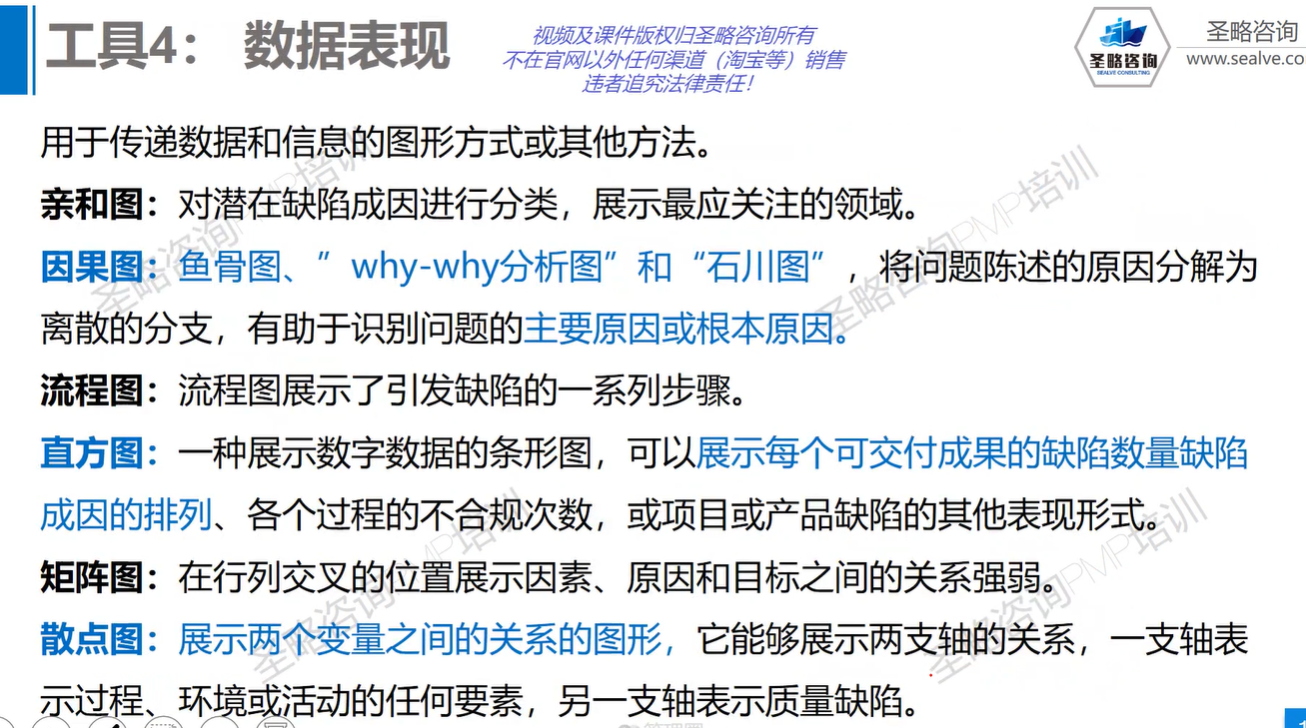 工具4： 数据表现
视频及课件版权归圣略咨询所有
不在官网以外任何渠道（淘宝等）销售
违者追究法律责任！
圣略咨询
SEALVE CONSULTING
圣略咨询
www.sealve.co
用于传递数据和信息的图形方式或其他方法。
亲和图：对潜在缺陷成因进行分类，展示最应关注的领域。
因果图：鱼骨图、”why-why分析图”和“石川图”，将问题陈述的原因分解为
离散的分支，有助于识别问题的主要原因或根本原因。
流程图：流程图展示了引发缺陷的一系列步骤。
直方图：一种展示数字数据的条形图，可以展示每个可交付成果的缺陷数量缺陷
成因的排列、各个过程的不合规次数，或项目或产品缺陷的其他表现形式。
矩阵图：在行列交叉的位置展示因素、原因和目标之间的关系强弱。
散点图：展示两个变量之间的关系的图形，它能够展示两支轴的关系，一支轴表
示过程、环境或活动的任何要素，另一支轴表示质量缺陷。
圣略咨询PMP培训
圣略咨询PMP培训
圣略咨询PMP培训
圣略咨询PMP培训